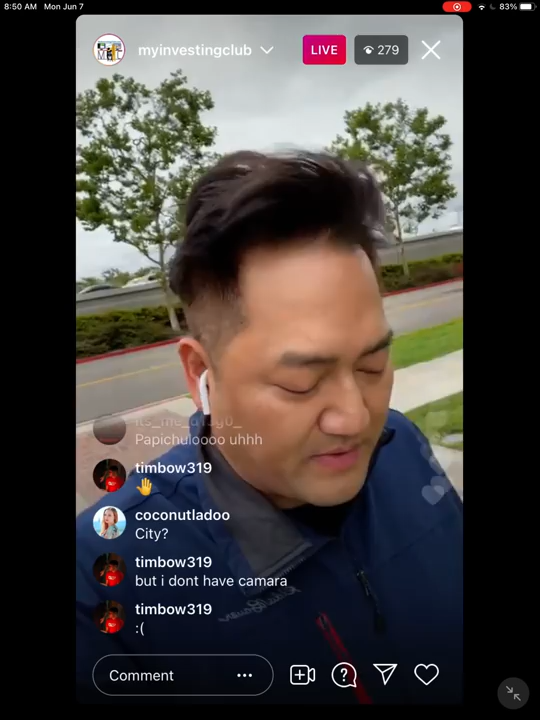 8:50 AM Mon Jun 7
83%
myinvestingclub
LIVE
279
Papichuloooo uhhh
timbow319
🤚
coconutladoo
City?
timbow319
but i dont have camara
timbow319
:(
Comment